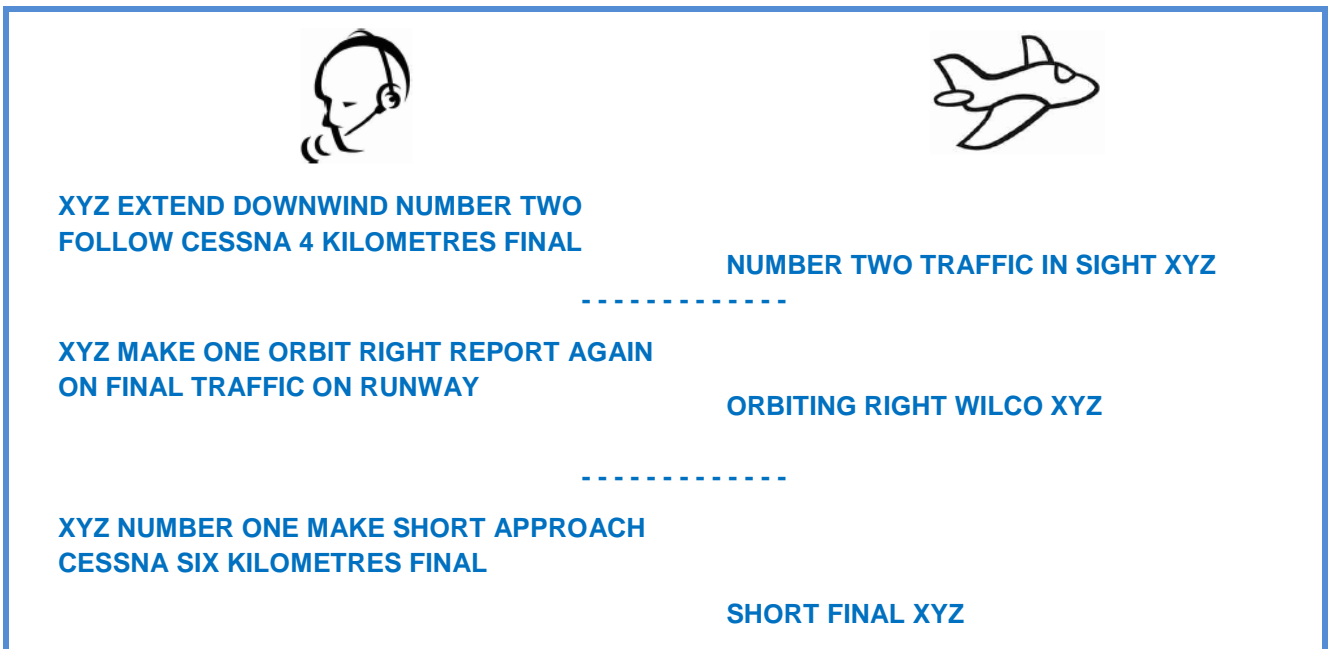 XYZ EXTEND DOWNWIND NUMBER TWO
FOLLOW CESSNA 4 KILOMETRES FINAL
NUMBER TWO TRAFFIC IN SIGHT XYZ
- - - - - - - - - - - - -
XYZ MAKE ONE ORBIT RIGHT REPORT AGAIN
ON FINAL TRAFFIC ON RUNWAY
ORBITING RIGHT WILCO XYZ
- - - - - - - - - - - - -
XYZ NUMBER ONE MAKE SHORT APPROACH
CESSNA SIX KILOMETRES FINAL
SHORT FINAL XYZ